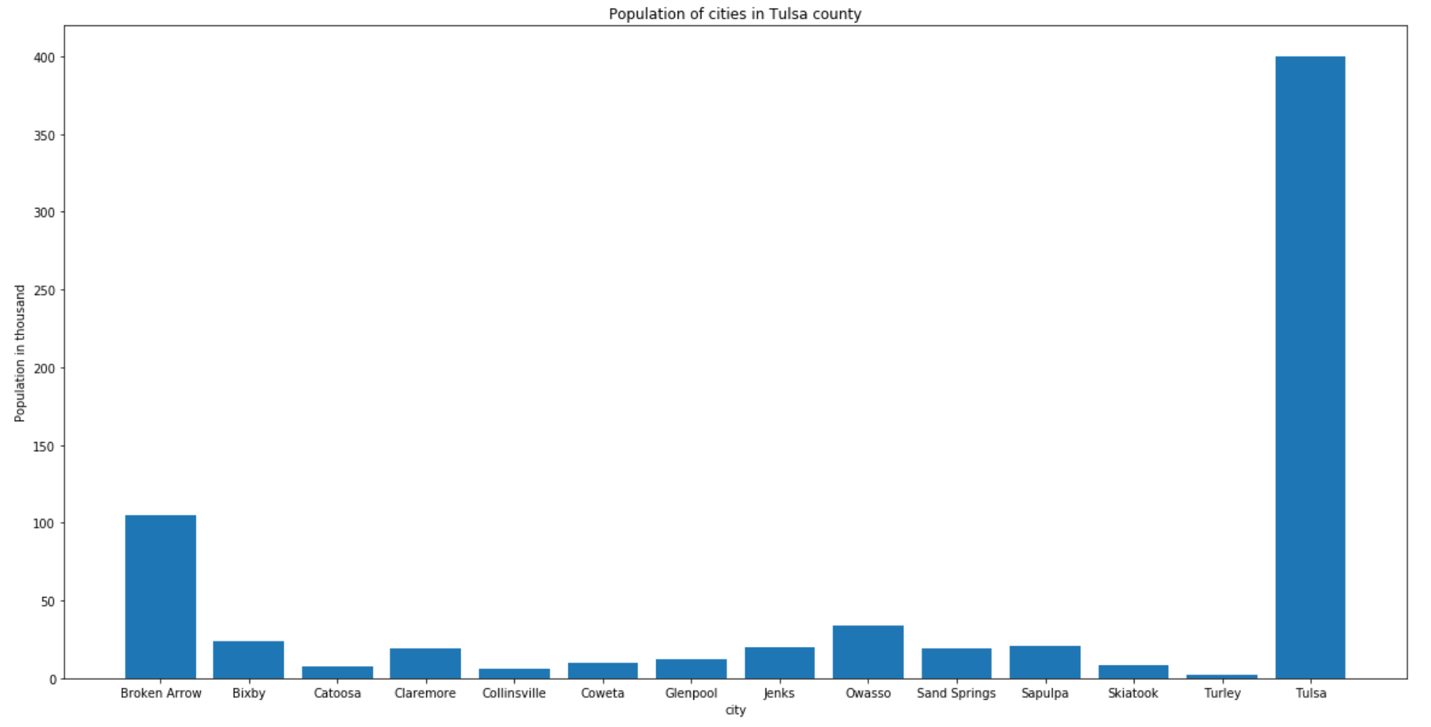 Population of cities in Tulsa county
Population in thousand
400
350
300
250
200
150
100
50
0
Broken Arrow Bixby Catoosa Claremore Collinsville Coweta Glenpool Jenks Owasso Sand Springs Sapulpa Skiatook Turley Tulsa
city